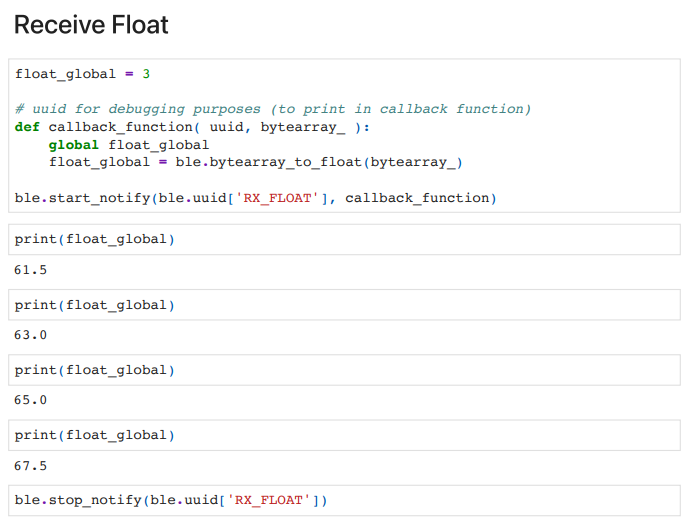 Receive Float
float_global = 3
# uuid for debugging purposes (to print in callback function)
def callback_function( uuid, bytearray_ ):
    global float_global
    float_global = ble.bytearray_to_float(bytearray_)
ble.start_notify(ble.uuid['RX_FLOAT'], callback_function)
print(float_global)
61.5
print(float_global)
63.0
print(float_global)
65.0
print(float_global)
67.5
ble.stop_notify(ble.uuid['RX_FLOAT'])